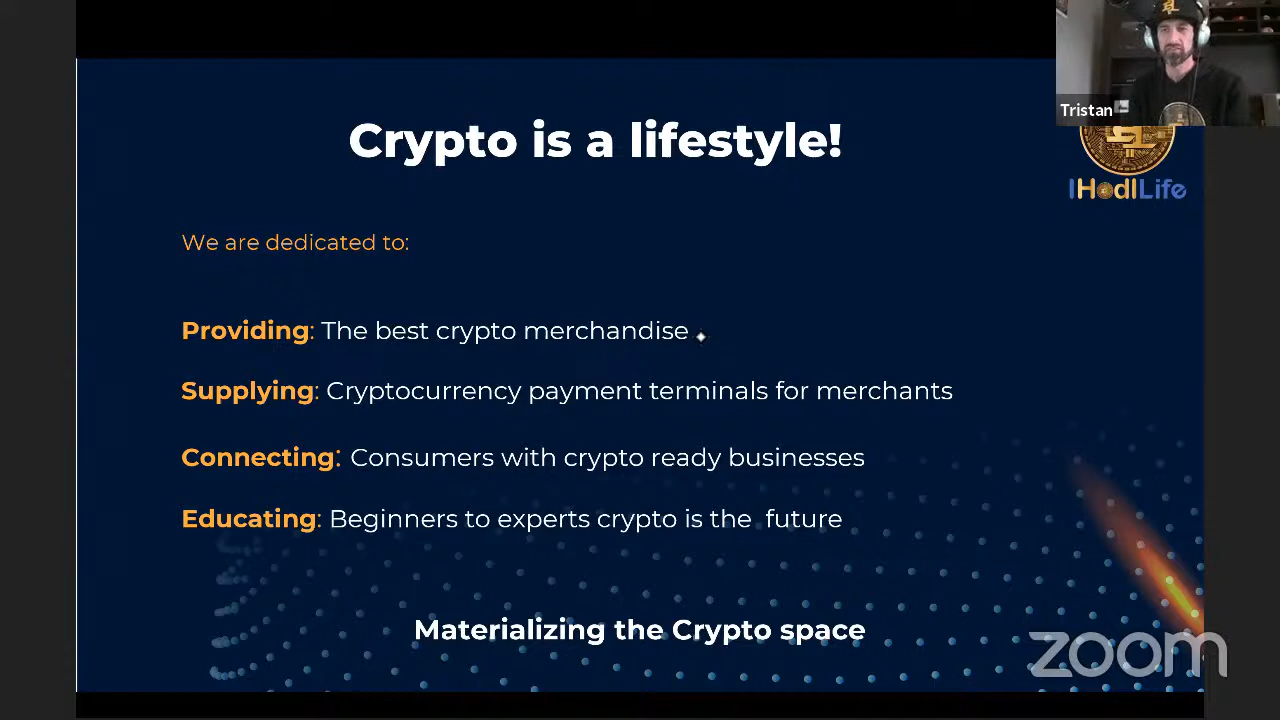 Crypto is a lifestyle!
Tristan
IHodlLife
We are dedicated to:
Providing: The best crypto merchandise
Supplying: Cryptocurrency payment terminals for merchants
Connecting: Consumers with crypto ready businesses
Educating: Beginners to experts crypto is the future
Materializing the Crypto space
zoom